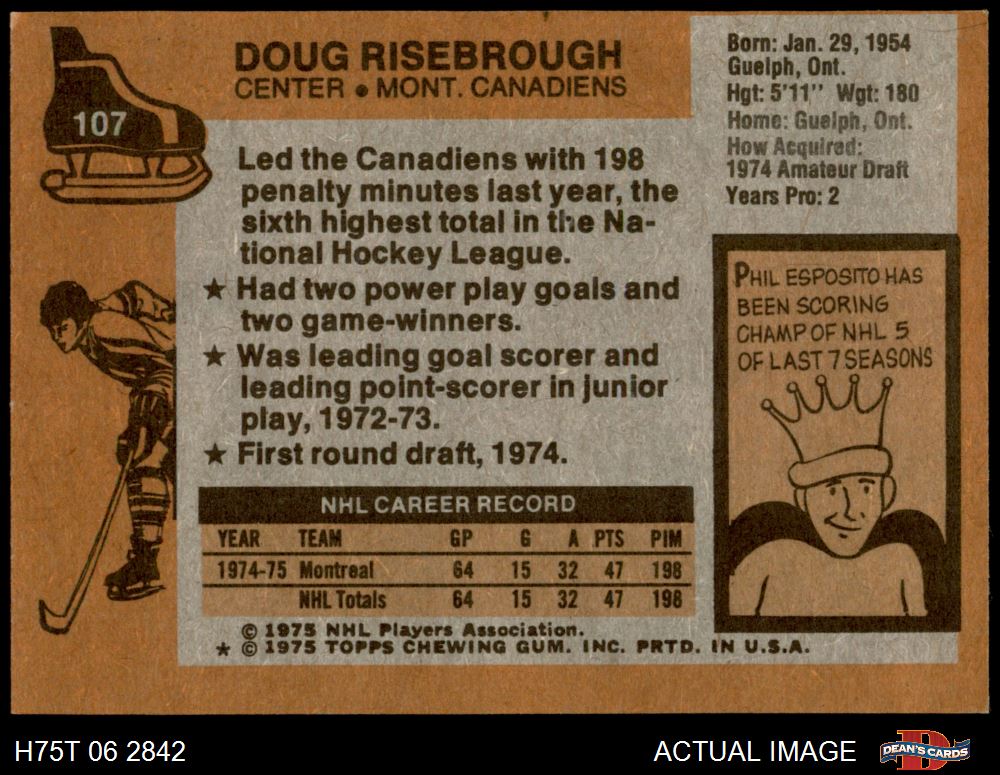 107
DOUG RISEBROUGH
CENTER • MONT. CANADIENS
Born: Jan. 29, 1954
Guelph, Ont.
Hgt: 5'11" Wgt: 180
Home: Guelph, Ont.
How Acquired:
1974 Amateur Draft
Years Pro: 2
Led the Canadiens with 198
penalty minutes last year, the
sixth highest total in the Na-
tional Hockey League.
★ Had two power play goals and
two game-winners.
★ Was leading goal scorer and
leading point-scorer in junior
play, 1972-73.
★ First round draft, 1974.
PHIL ESPOSITO HAS
BEEN SCORING
CHAMP OF NHL 5
OF LAST 7 SEASONS
NHL CAREER RECORD
YEAR TEAM GP G A PTS PIM
1974-75 Montreal 64 15 32 47 198
NHL Totals 64 15 32 47 198
© 1975 NHL Players Association.
★ © 1975 TOPPS CHEWING GUM. INC. PRTD. IN U.S.A.
H75T 06 2842
ACTUAL IMAGE
D
DEAN'S CARDS